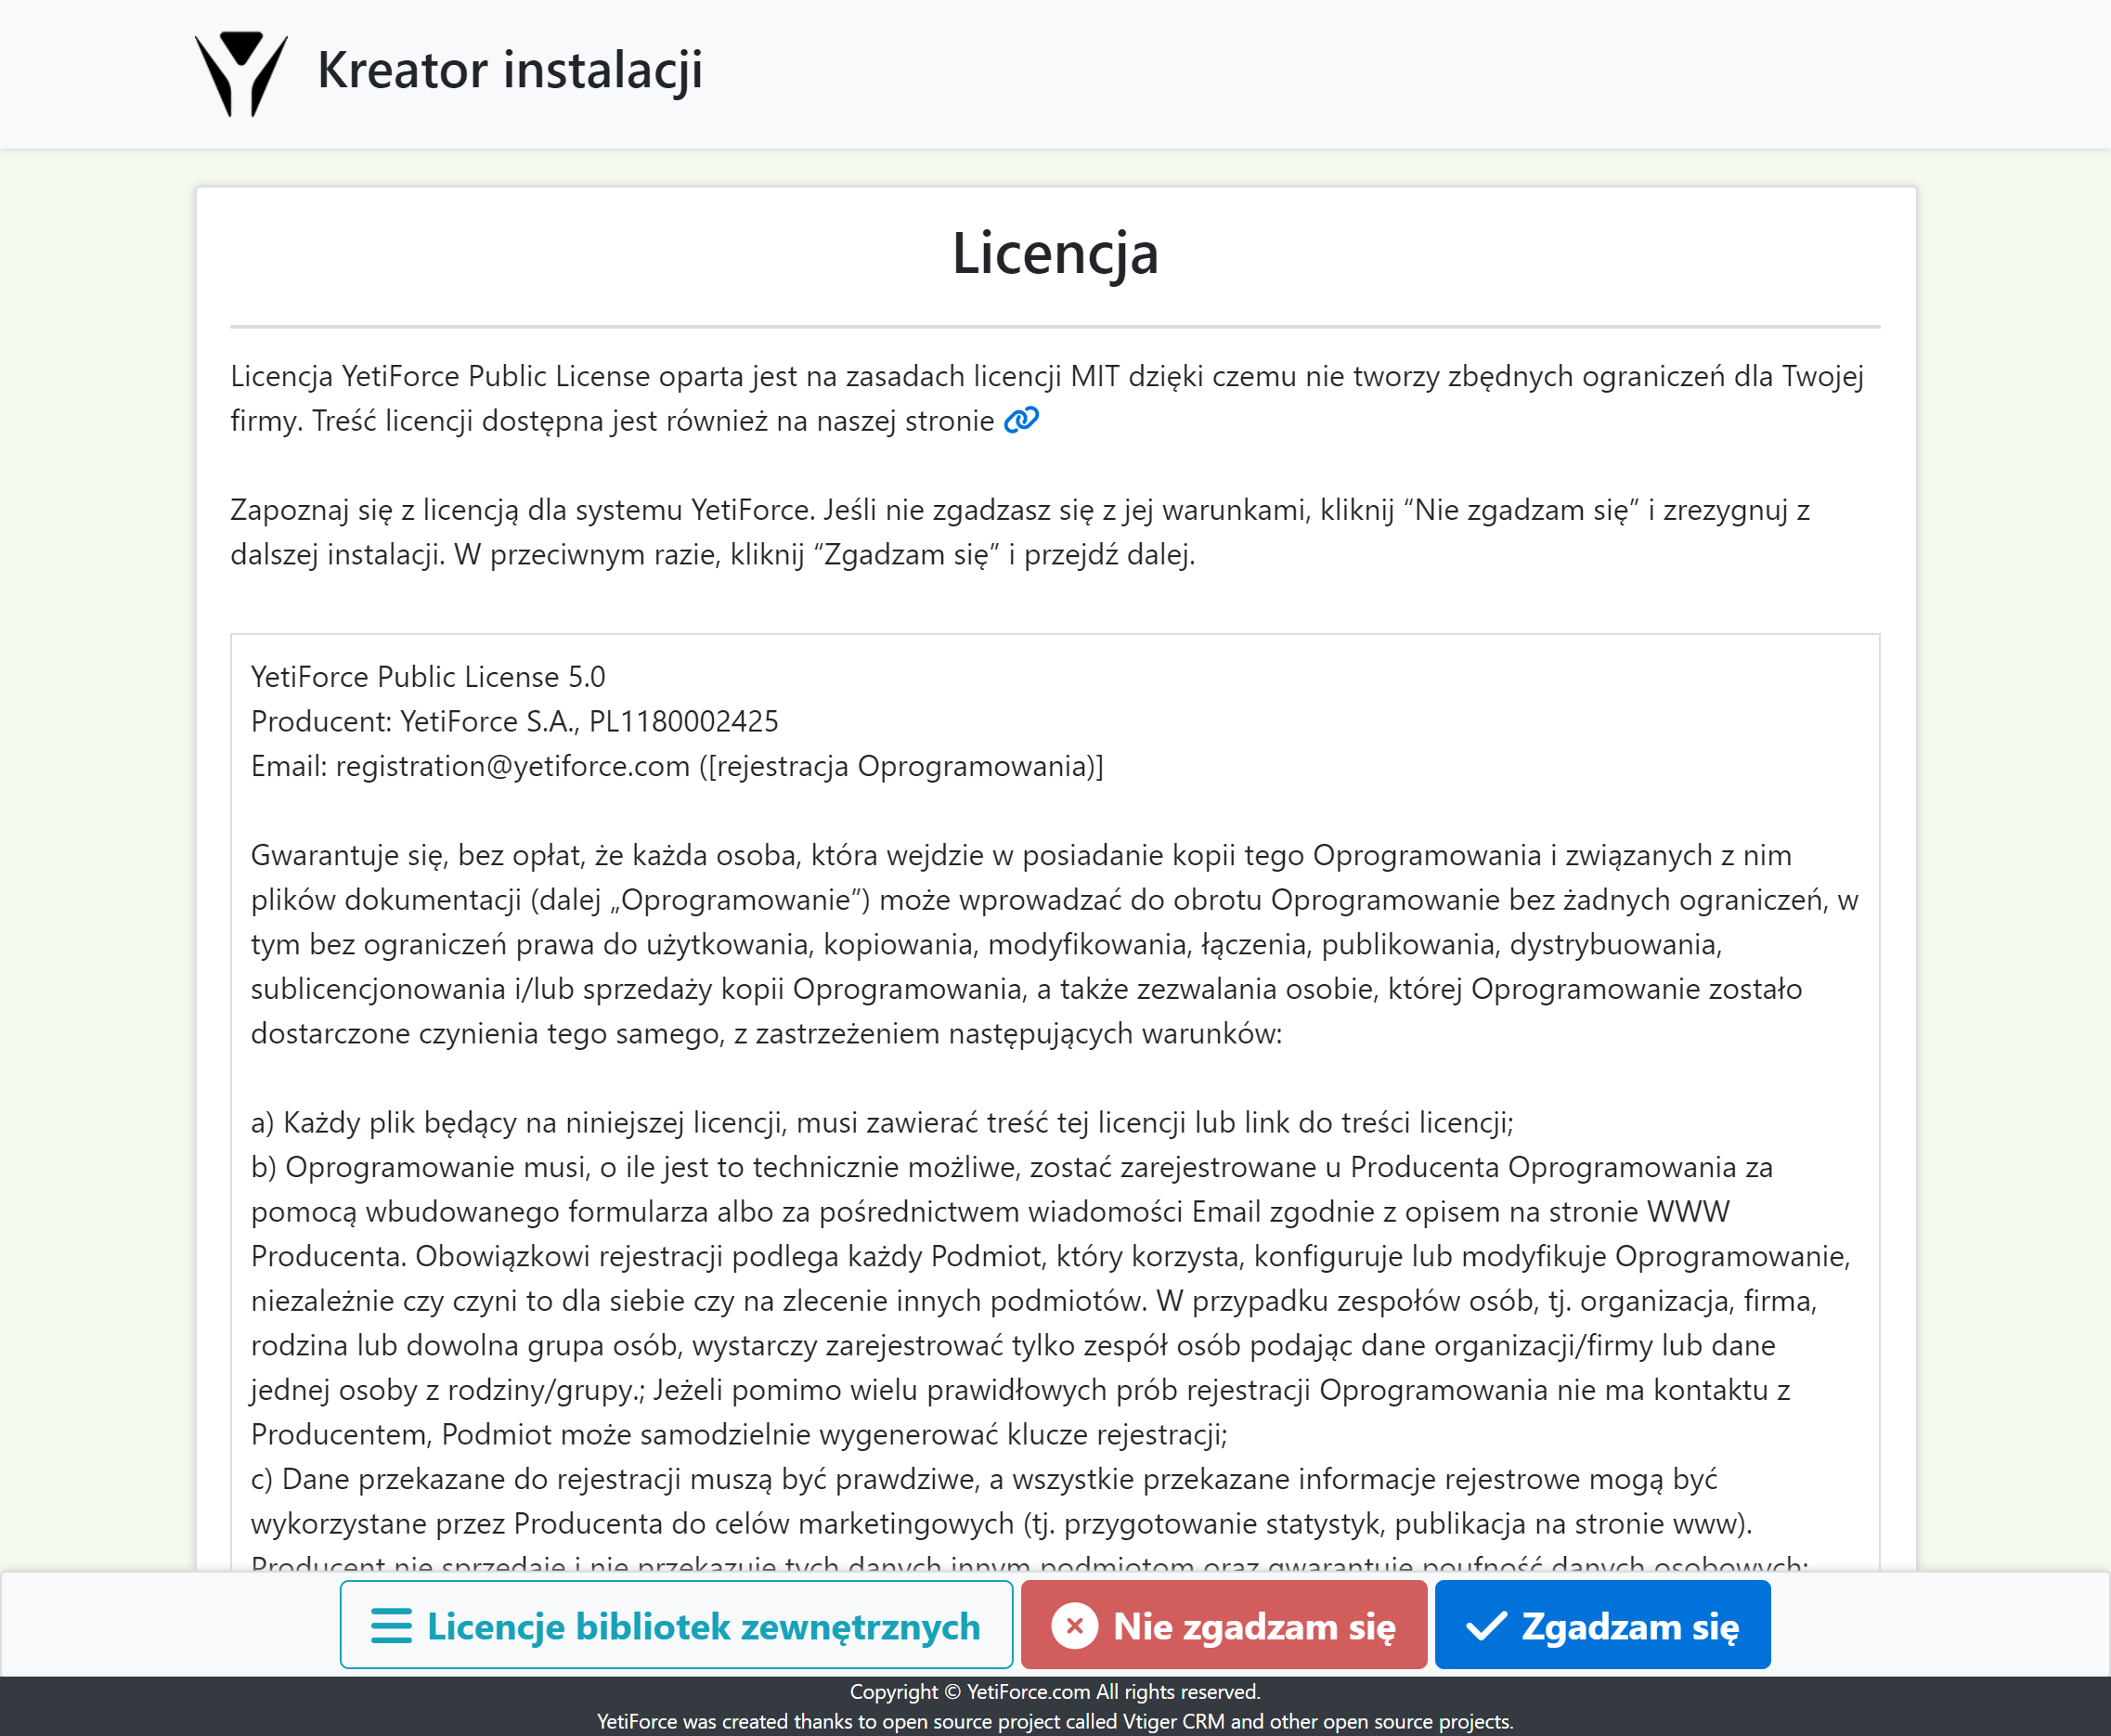 Kreator instalacji
Licencja
Licencja YetiForce Public License oparta jest na zasadach licencji MIT dzięki czemu nie tworzy zbędnych ograniczeń dla Twojej
firmy. Treść licencji dostępna jest również na naszej stronie
Zapoznaj się z licencją dla systemu YetiForce. Jeśli nie zgadzasz się z jej warunkami, kliknij “Nie zgadzam się” i zrezygnuj z
dalszej instalacji. W przeciwnym razie, kliknij “Zgadzam się” i przejdź dalej.
YetiForce Public License 5.0
Producent: YetiForce S.A., PL1180002425
Email: registration@yetiforce.com ([rejestracja Oprogramowania)]
Gwarantuje się, bez opłat, że każda osoba, która wejdzie w posiadanie kopii tego Oprogramowania i związanych z nim
plików dokumentacji (dalej „Oprogramowanie”) może wprowadzać do obrotu Oprogramowanie bez żadnych ograniczeń, w
tym bez ograniczeń prawa do użytkowania, kopiowania, modyfikowania, łączenia, publikowania, dystrybuowania,
sublicencjonowania i/lub sprzedaży kopii Oprogramowania, a także zezwalania osobie, której Oprogramowanie zostało
dostarczone czynienia tego samego, z zastrzeżeniem następujących warunków:
a) Każdy plik będący na niniejszej licencji, musi zawierać treść tej licencji lub link do treści licencji;
b) Oprogramowanie musi, o ile jest to technicznie możliwe, zostać zarejestrowane u Producenta Oprogramowania za
pomocą wbudowanego formularza albo za pośrednictwem wiadomości Email zgodnie z opisem na stronie WWW
Producenta. Obowiązkowi rejestracji podlega każdy Podmiot, który korzysta, konfiguruje lub modyfikuje Oprogramowanie,
niezależnie czy czyni to dla siebie czy na zlecenie innych podmiotów. W przypadku zespołów osób, tj. organizacja, firma,
rodzina lub dowolna grupa osób, wystarczy zarejestrować tylko zespół osób podając dane organizacji/firmy lub dane
jednej osoby z rodziny/grupy.; Jeżeli pomimo wielu prawidłowych prób rejestracji Oprogramowania nie ma kontaktu z
Producentem, Podmiot może samodzielnie wygenerować klucze rejestracji;
c) Dane przekazane do rejestracji muszą być prawdziwe, a wszystkie przekazane informacje rejestrowe mogą być
wykorzystane przez Producenta do celów marketingowych (tj. przygotowanie statystyk, publikacja na stronie www).
Producent nie sprzedaje i nie przekazuje tych danych innym podmiotom oraz gwarantuje poufność danych osobowych;
Licencje bibliotek zewnętrznych
Nie zgadzam się
Zgadzam się
Copyright © YetiForce.com All rights reserved.
YetiForce was created thanks to open source project called Vtiger CRM and other open source projects.